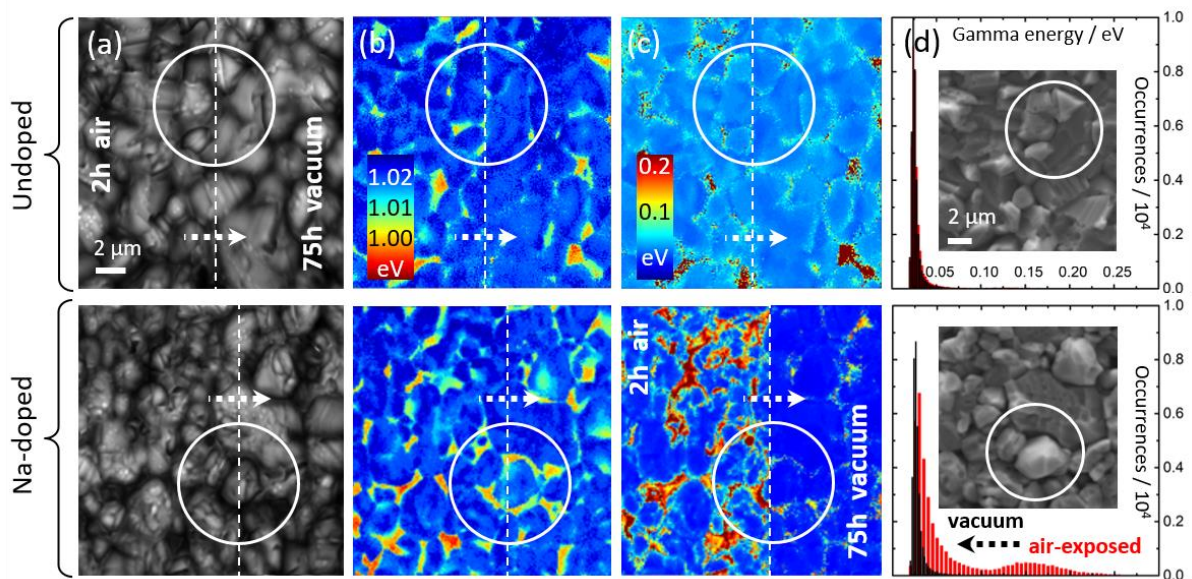 Undoped
(a)
2h air
75h vacuum
2 μm
(b)
1.02
1.01
1.00
eV
(c)
0.2
0.1
eV
(d)
Gamma energy / eV
2 μm
0.05 0.10 0.15 0.20 0.25
1.0
0.8
0.6
0.4
0.2
0.0
Occurrences / 10⁴
Na-doped
2h air
75h vacuum
vacuum
air-exposed
1.0
0.8
0.6
0.4
0.2
0.0
Occurrences / 10⁴